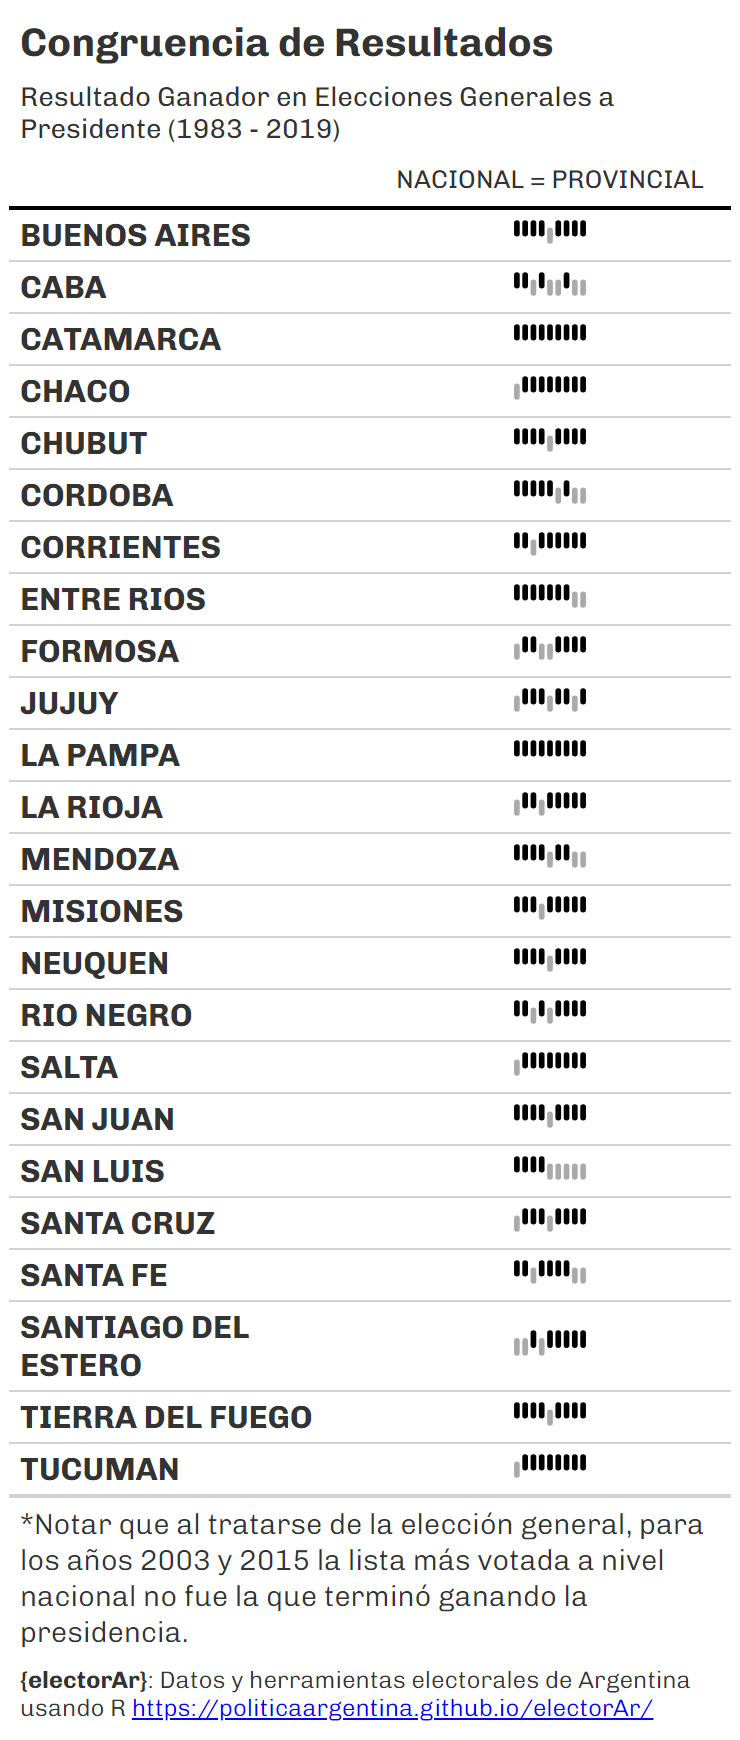 Congruencia de Resultados
Resultado Ganador en Elecciones Generales a
Presidente (1983 - 2019)
NACIONAL = PROVINCIAL
BUENOS AIRES
CABA
CATAMARCA
CHACO
CHUBUT
CORDOBA
CORRIENTES
ENTRE RIOS
FORMOSA
JUJUY
LA PAMPA
LA RIOJA
MENDOZA
MISIONES
NEUQUEN
RIO NEGRO
SALTA
SAN JUAN
SAN LUIS
SANTA CRUZ
SANTA FE
SANTIAGO DEL
ESTERO
TIERRA DEL FUEGO
TUCUMAN
*Notar que al tratarse de la elección general, para
los años 2003 y 2015 la lista más votada a nivel
nacional no fue la que terminó ganando la
presidencia.
{electorAr}: Datos y herramientas electorales de Argentina
usando R https://politicaargentina.github.io/electorAr/